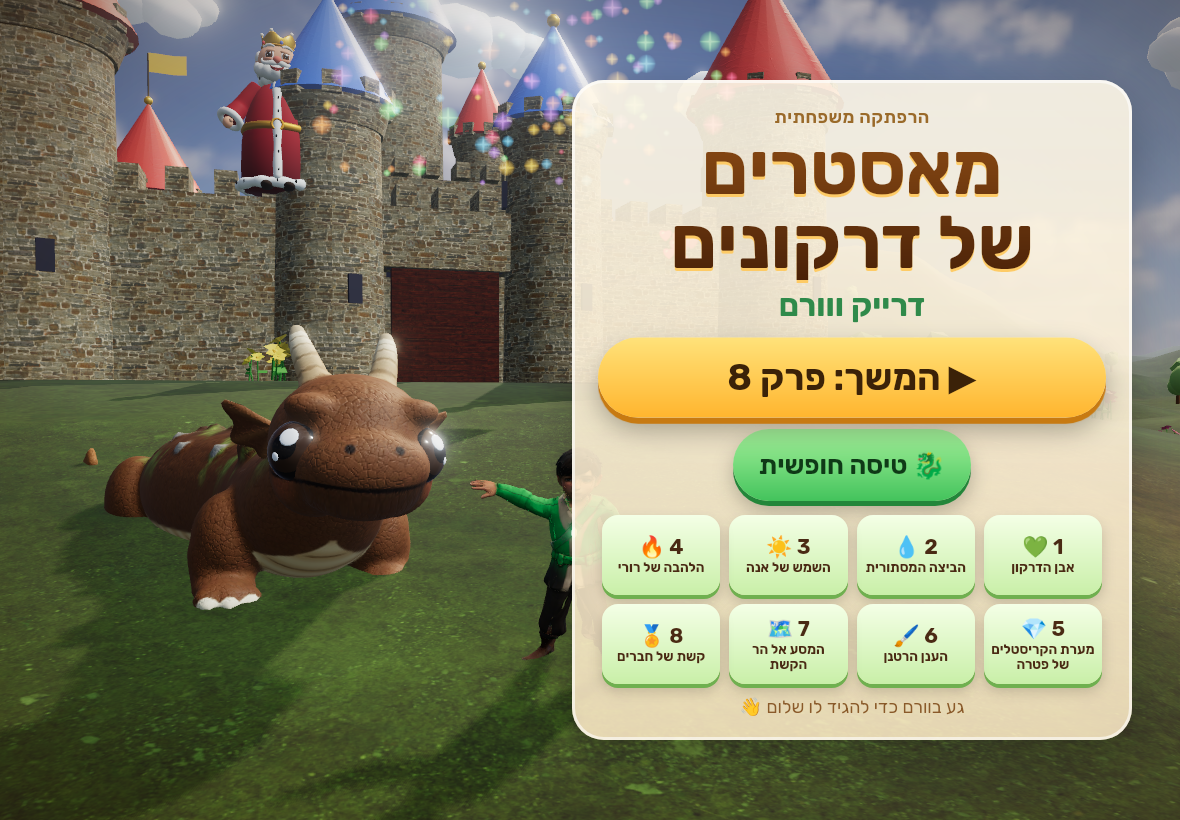 הרפתקה משפחתית
מאסטרים
של דרקונים
דרייק ווורם
▶ המשך: פרק 8
🐉 טיסה חופשית
1 💚
אבן הדרקון
2 💧
הביצה המסתורית
3 ☀️
השמש של אנה
4 🔥
הלהבה של רורי
5 💎
מערת הקריסטלים
של פטרה
6 🖌️
הענן הרטנן
7 🗺️
המסע אל הר
הקשת
8 🏅
קשת של חברים
גע בוורם כדי להגיד לו שלום 👋